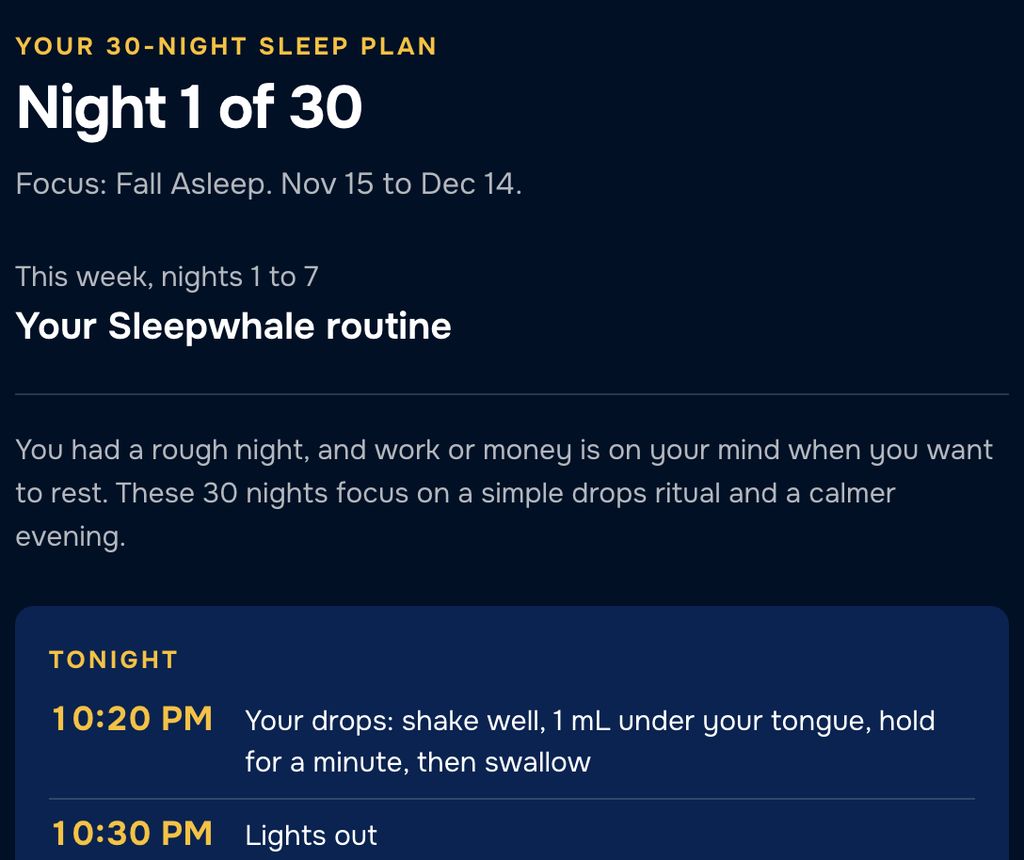 YOUR 30-NIGHT SLEEP PLAN
Night 1 of 30
Focus: Fall Asleep. Nov 15 to Dec 14.
This week, nights 1 to 7
Your Sleepwhale routine
You had a rough night, and work or money is on your mind when you want
to rest. These 30 nights focus on a simple drops ritual and a calmer
evening.
TONIGHT
10:20 PM Your drops: shake well, 1 mL under your tongue, hold
for a minute, then swallow
10:30 PM Lights out